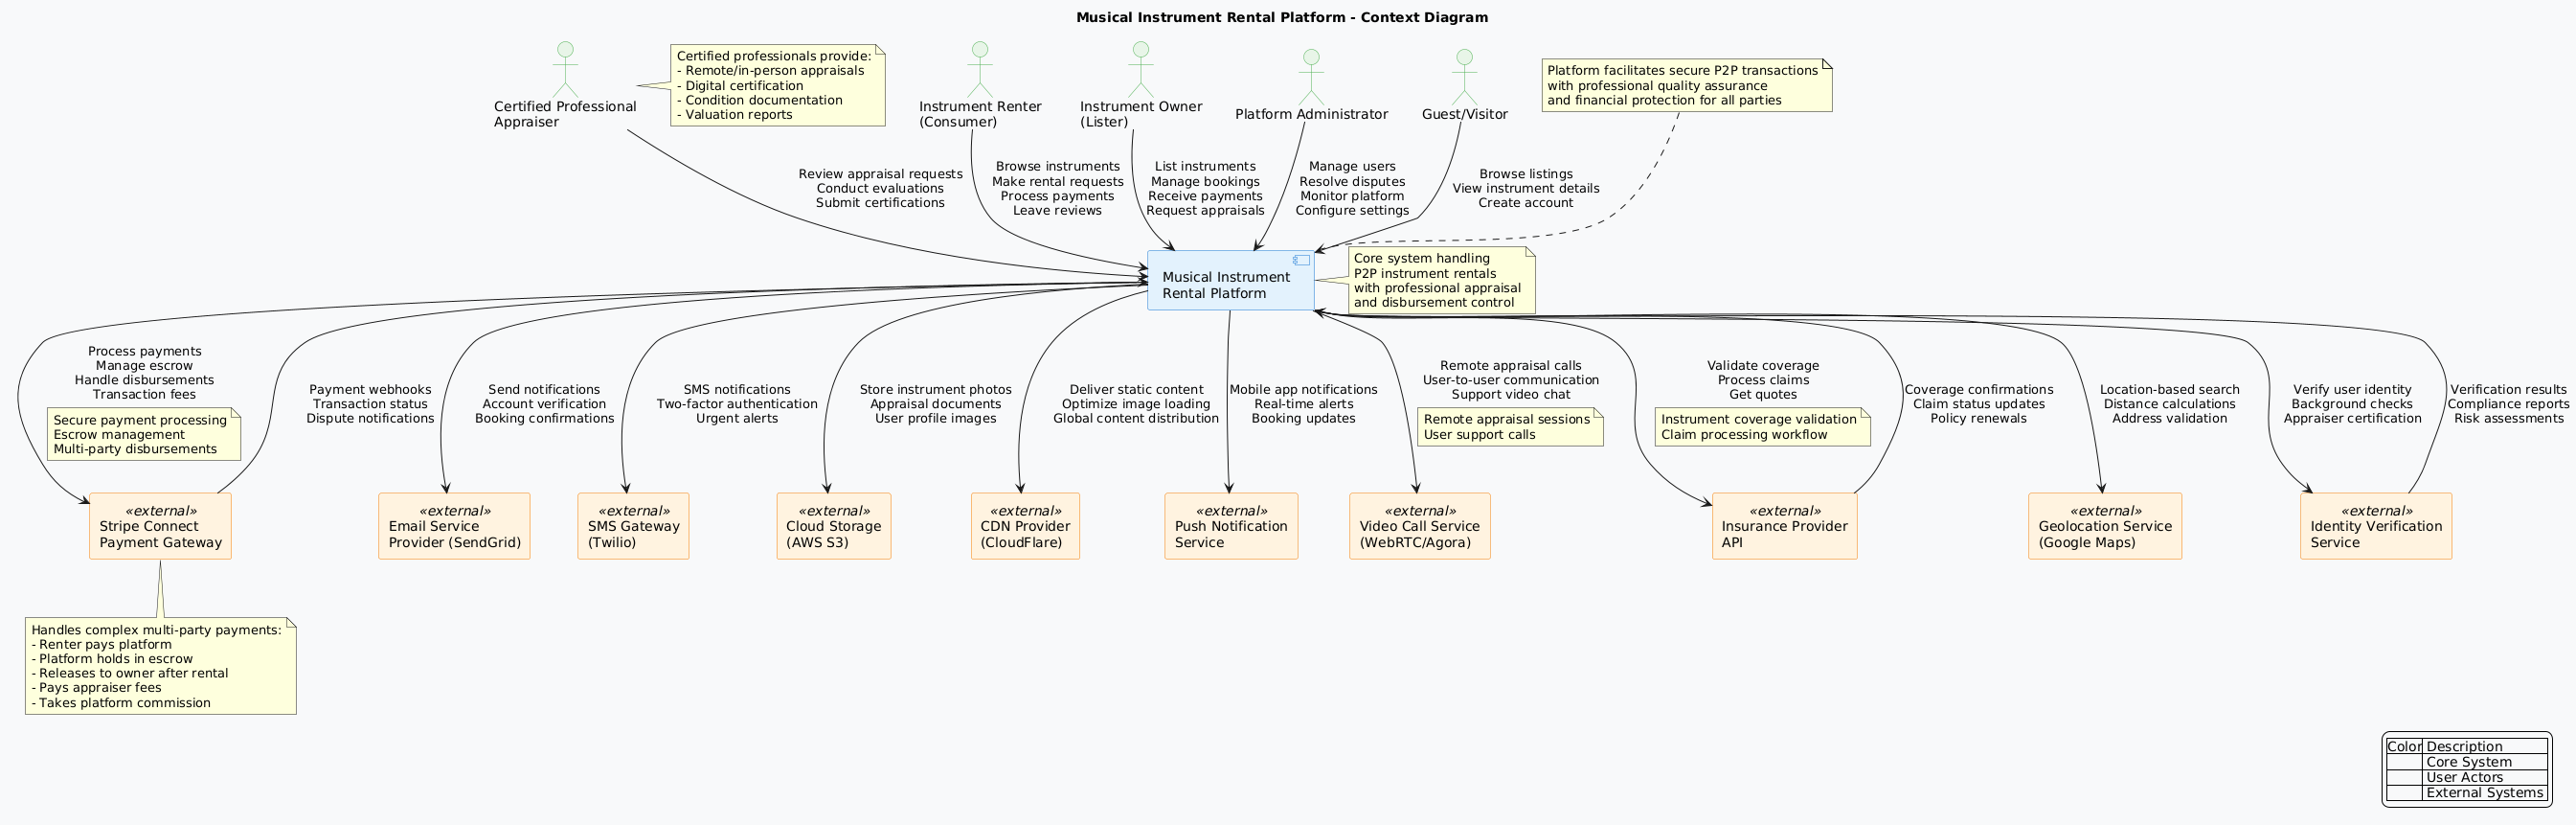 Musical Instrument Rental Platform - Context Diagram
Certified Professional
Appraiser
Certified professionals provide:
- Remote/in-person appraisals
- Digital certification
- Condition documentation
- Valuation reports
Instrument Renter
(Consumer)
Instrument Owner
(Lister)
Platform Administrator
Guest/Visitor
Platform facilitates secure P2P transactions
with professional quality assurance
and financial protection for all parties
Review appraisal requests
Conduct evaluations
Submit certifications
Browse instruments
Make rental requests
Process payments
Leave reviews
List instruments
Manage bookings
Receive payments
Request appraisals
Manage users
Resolve disputes
Monitor platform
Configure settings
Browse listings
View instrument details
Create account
Musical Instrument
Rental Platform
Core system handling
P2P instrument rentals
with professional appraisal
and disbursement control
Process payments
Manage escrow
Handle disbursements
Transaction fees
Secure payment processing
Escrow management
Multi-party disbursements
Payment webhooks
Transaction status
Dispute notifications
Send notifications
Account verification
Booking confirmations
SMS notifications
Two-factor authentication
Urgent alerts
Store instrument photos
Appraisal documents
User profile images
Deliver static content
Optimize image loading
Global content distribution
Mobile app notifications
Real-time alerts
Booking updates
Remote appraisal calls
User-to-user communication
Support video chat
Remote appraisal sessions
User support calls
Validate coverage
Process claims
Get quotes
Instrument coverage validation
Claim processing workflow
Coverage confirmations
Claim status updates
Policy renewals
Location-based search
Distance calculations
Address validation
Verify user identity
Background checks
Appraiser certification
Verification results
Compliance reports
Risk assessments
«external»
Stripe Connect
Payment Gateway
«external»
Email Service
Provider (SendGrid)
«external»
SMS Gateway
(Twilio)
«external»
Cloud Storage
(AWS S3)
«external»
CDN Provider
(CloudFlare)
«external»
Push Notification
Service
«external»
Video Call Service
(WebRTC/Agora)
«external»
Insurance Provider
API
«external»
Geolocation Service
(Google Maps)
«external»
Identity Verification
Service
Handles complex multi-party payments:
- Renter pays platform
- Platform holds in escrow
- Releases to owner after rental
- Pays appraiser fees
- Takes platform commission
Color Description
Core System
User Actors
External Systems